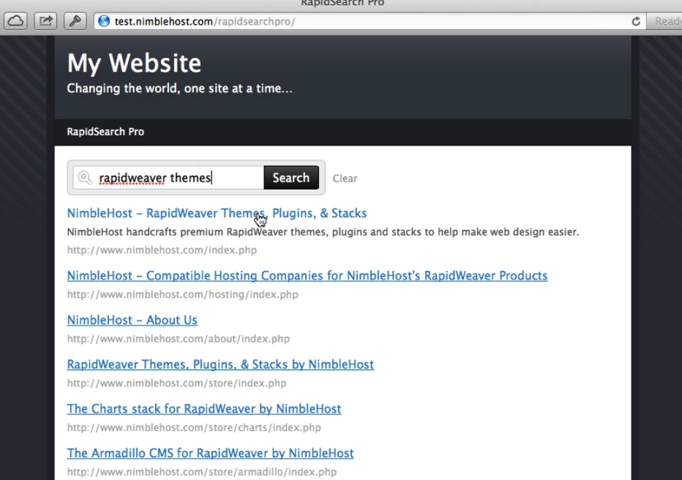 RapidSearch Pro
test.nimblehost.com/rapidsearchpro/
Reade
My Website
Changing the world, one site at a time...
RapidSearch Pro
rapidweaver themes
Search
Clear
NimbleHost – RapidWeaver Themes, Plugins, & Stacks
NimbleHost handcrafts premium RapidWeaver themes, plugins and stacks to help make web design easier.
http://www.nimblehost.com/index.php
NimbleHost – Compatible Hosting Companies for NimbleHost's RapidWeaver Products
http://www.nimblehost.com/hosting/index.php
NimbleHost – About Us
http://www.nimblehost.com/about/index.php
RapidWeaver Themes, Plugins, & Stacks by NimbleHost
http://www.nimblehost.com/store/index.php
The Charts stack for RapidWeaver by NimbleHost
http://www.nimblehost.com/store/charts/index.php
The Armadillo CMS for RapidWeaver by NimbleHost
http://www.nimblehost.com/store/armadillo/index.php